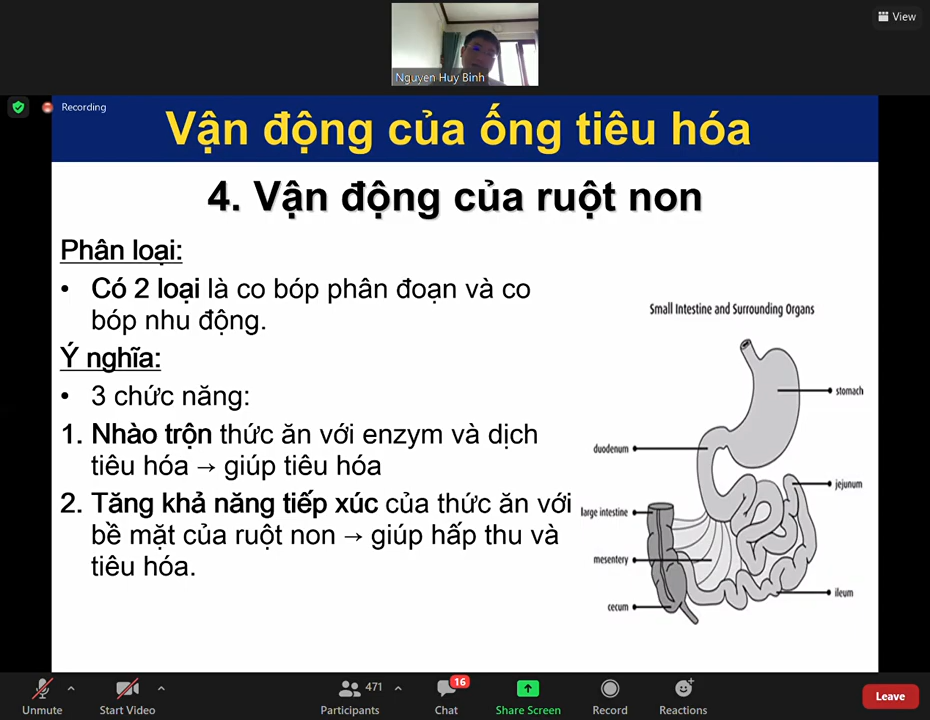 View
Nguyen Huy Binh
Recording
Vận động của ống tiêu hóa
4. Vận động của ruột non
Phân loại:
• Có 2 loại là co bóp phân đoạn và co
bóp nhu động.
Ý nghĩa:
• 3 chức năng:
1. Nhào trộn thức ăn với enzym và dịch
tiêu hóa → giúp tiêu hóa
2. Tăng khả năng tiếp xúc của thức ăn với
bề mặt của ruột non → giúp hấp thu và
tiêu hóa.
Small Intestine and Surrounding Organs
stomach
duodenum
jejunum
large intestine
mesentery
ileum
cecum
Unmute
Start Video
Participants
471
Chat
16
Share Screen
Record
Reactions
Leave